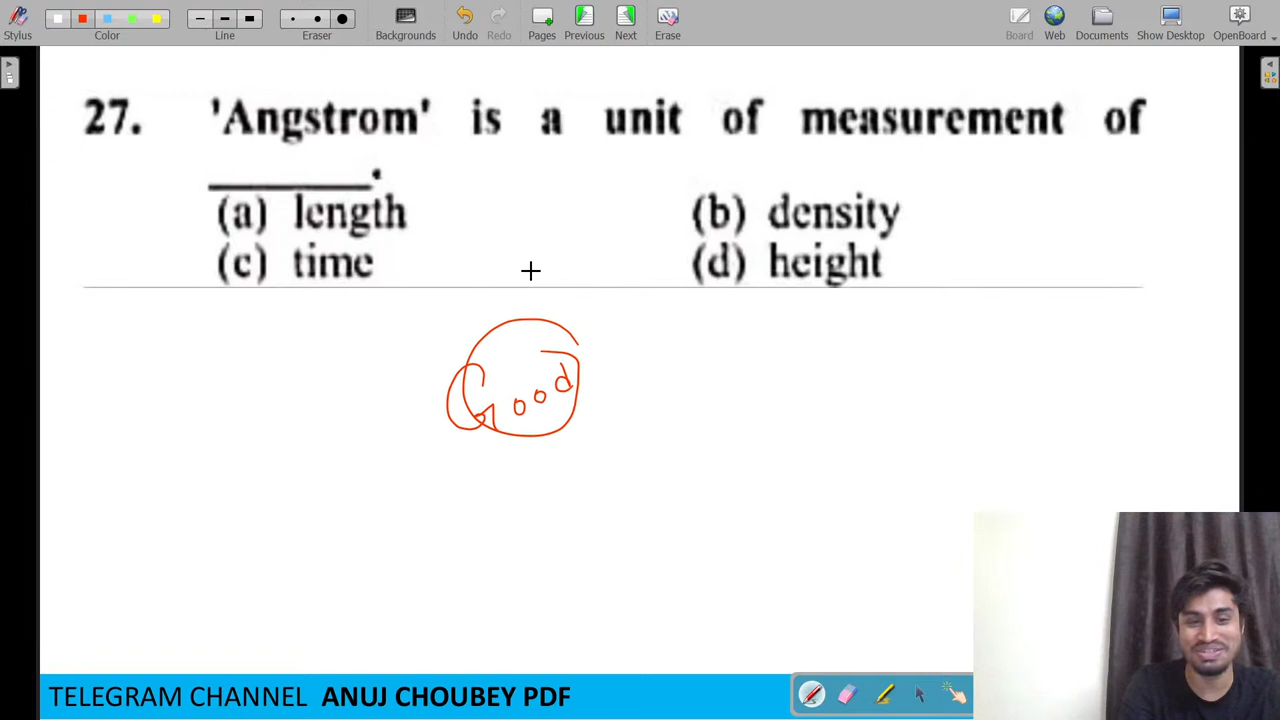 Stylus Color Line Eraser Backgrounds Undo Redo Pages Previous Next Erase Board Web Documents Show Desktop OpenBoard
27. 'Angstrom' is a unit of measurement of
________.
(a) length (b) density
(c) time (d) height
Good
TELEGRAM CHANNEL ANUJ CHOUBEY PDF